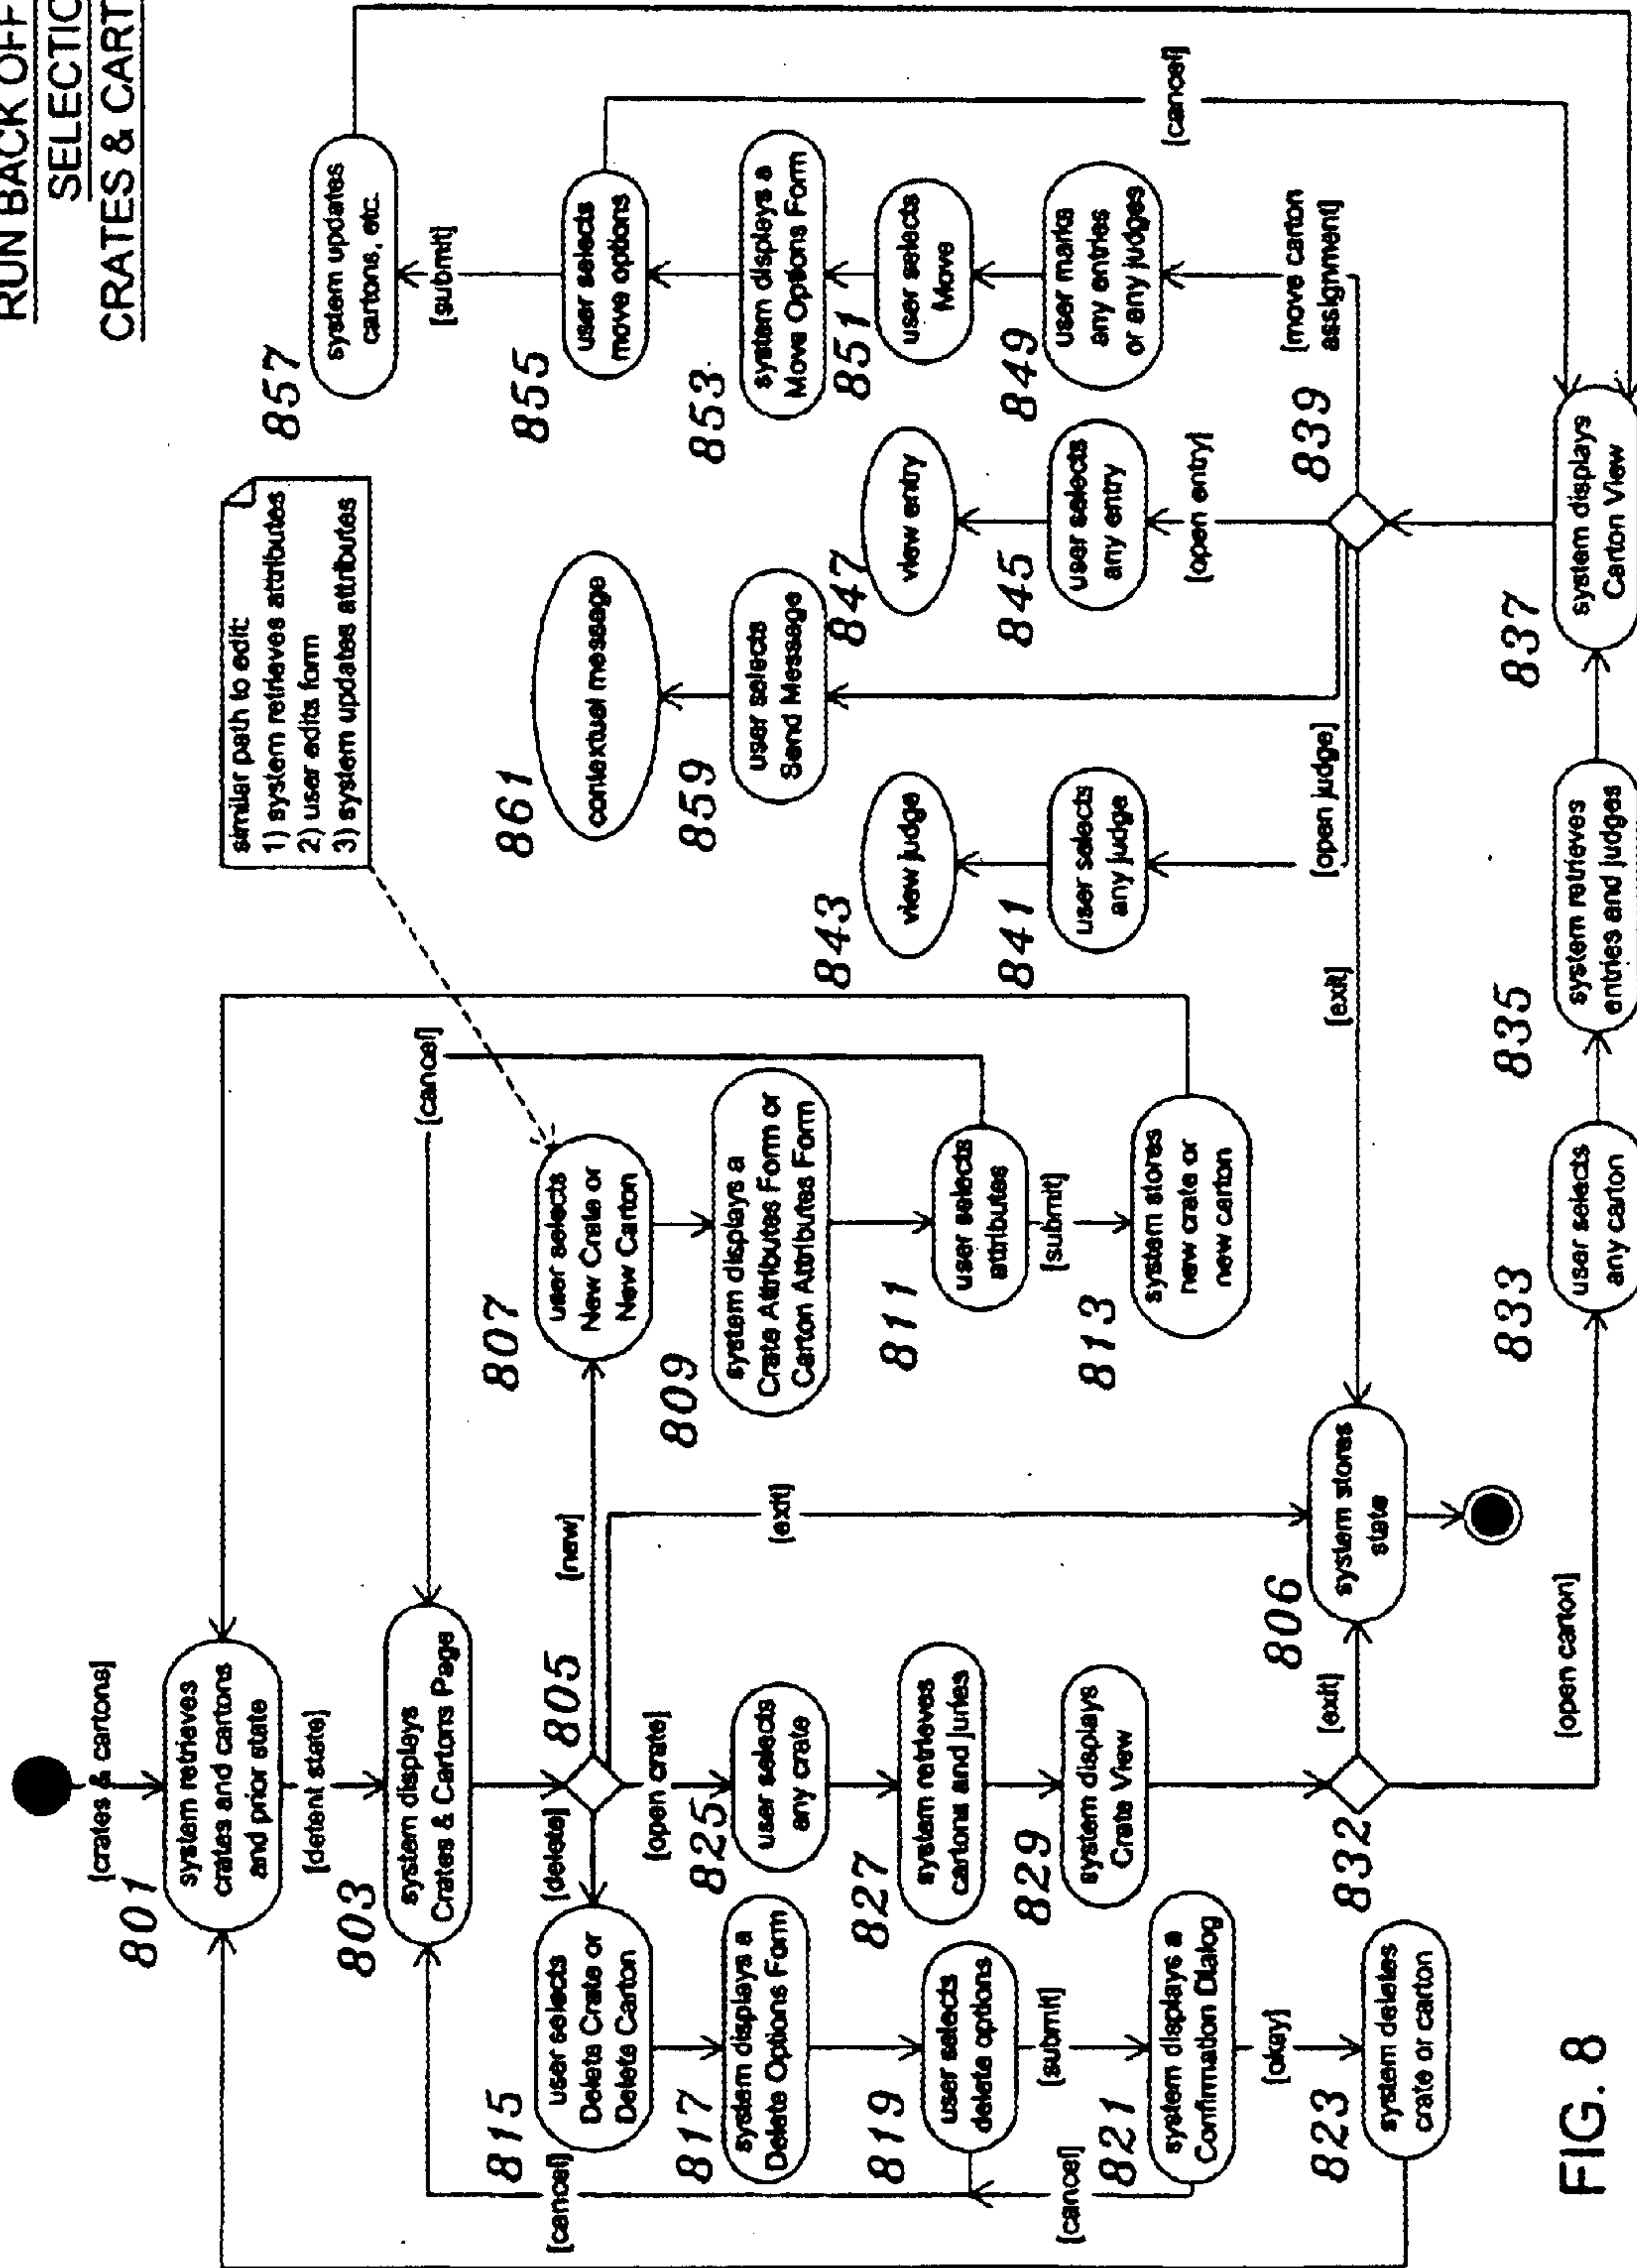 RUN BACK OFF
SELECTIO
CRATES & CART
[crates & cartons]
801
system retrieves
crates and cartons
and prior state
[detent state]
803
system displays
Crates & Cartons Page
805
[delete]
[open crate]
[new]
[exit]
815
user selects
Delete Crate or
Delete Carton
[cancel]
817
system displays a
Delete Options Form
819
user selects
delete options
[submit]
[cancel]
821
system displays a
Confirmation Dialog
[okay]
823
system deletes
crate or carton
825
user selects
any crate
827
system retrieves
cartons and juries
829
system displays
Crate View
832
[exit]
[open carton]
806
system stores
state
807
user selects
New Crate or
New Carton
[cancel]
809
system displays a
Crate Attributes Form or
Carton Attributes Form
811
user selects
attributes
[submit]
813
system stores
new crate or
new carton
similar path to edit:
1) system retrieves attributes
2) user edits form
3) system updates attributes
833
user selects
any carton
835
system retrieves
entries and judges
837
system displays
Carton View
839
[exit]
[open judge]
[open entry]
[move carton
assignment]
841
user selects
any judge
843
view judge
859
user selects
Send Message
861
contextual message
845
user selects
any entry
847
view entry
849
user marks
any entries
or any judges
851
user selects
Move
853
system displays a
Move Options Form
855
user selects
move options
[submit]
[cancel]
857
system updates
cartons, etc.
FIG. 8